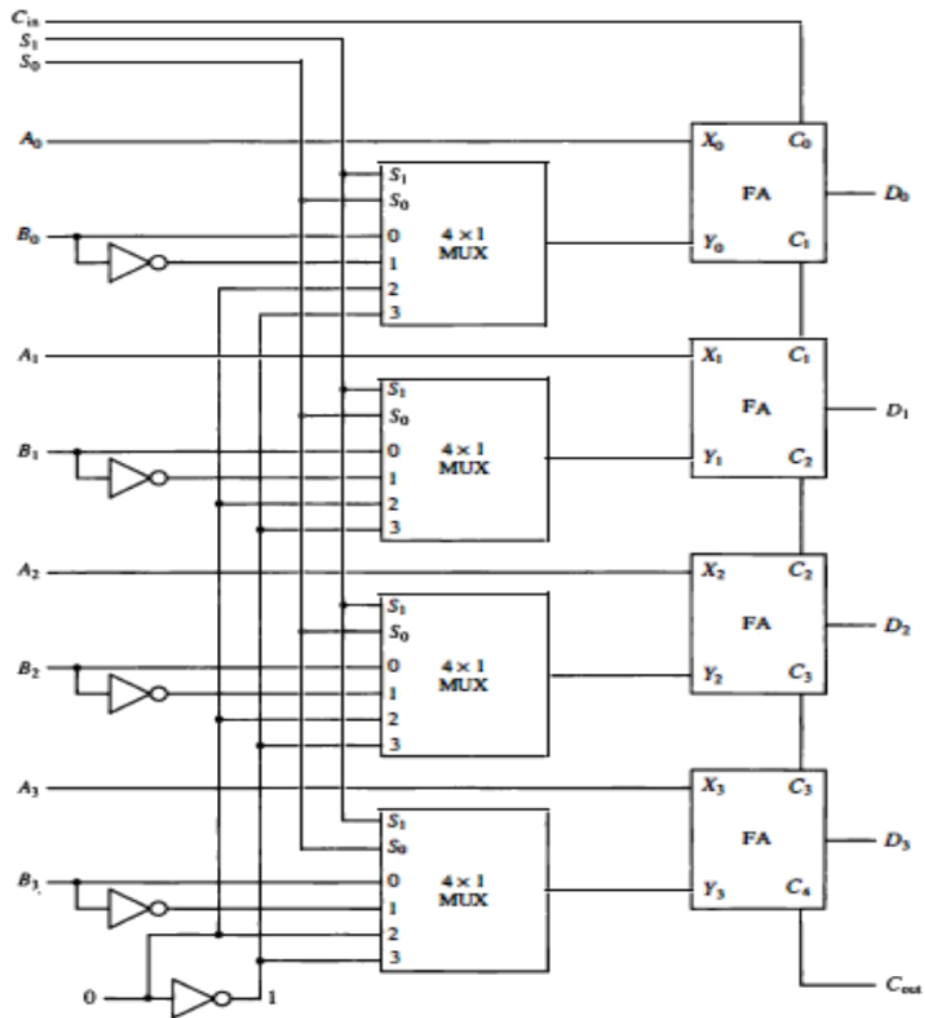 C_in
S_1
S_0
A_0
X_0 C_0
S_1
S_0
FA
D_0
B_0
0
4 × 1
MUX
Y_0 C_1
1
2
3
A_1
X_1 C_1
S_1
S_0
FA
D_1
B_1
0
4 × 1
MUX
Y_1 C_2
1
2
3
A_2
X_2 C_2
S_1
S_0
FA
D_2
B_2
0
4 × 1
MUX
Y_2 C_3
1
2
3
A_3
X_3 C_3
S_1
S_0
FA
D_3
B_3
0
4 × 1
MUX
Y_3 C_4
1
2
3
0
1
C_out